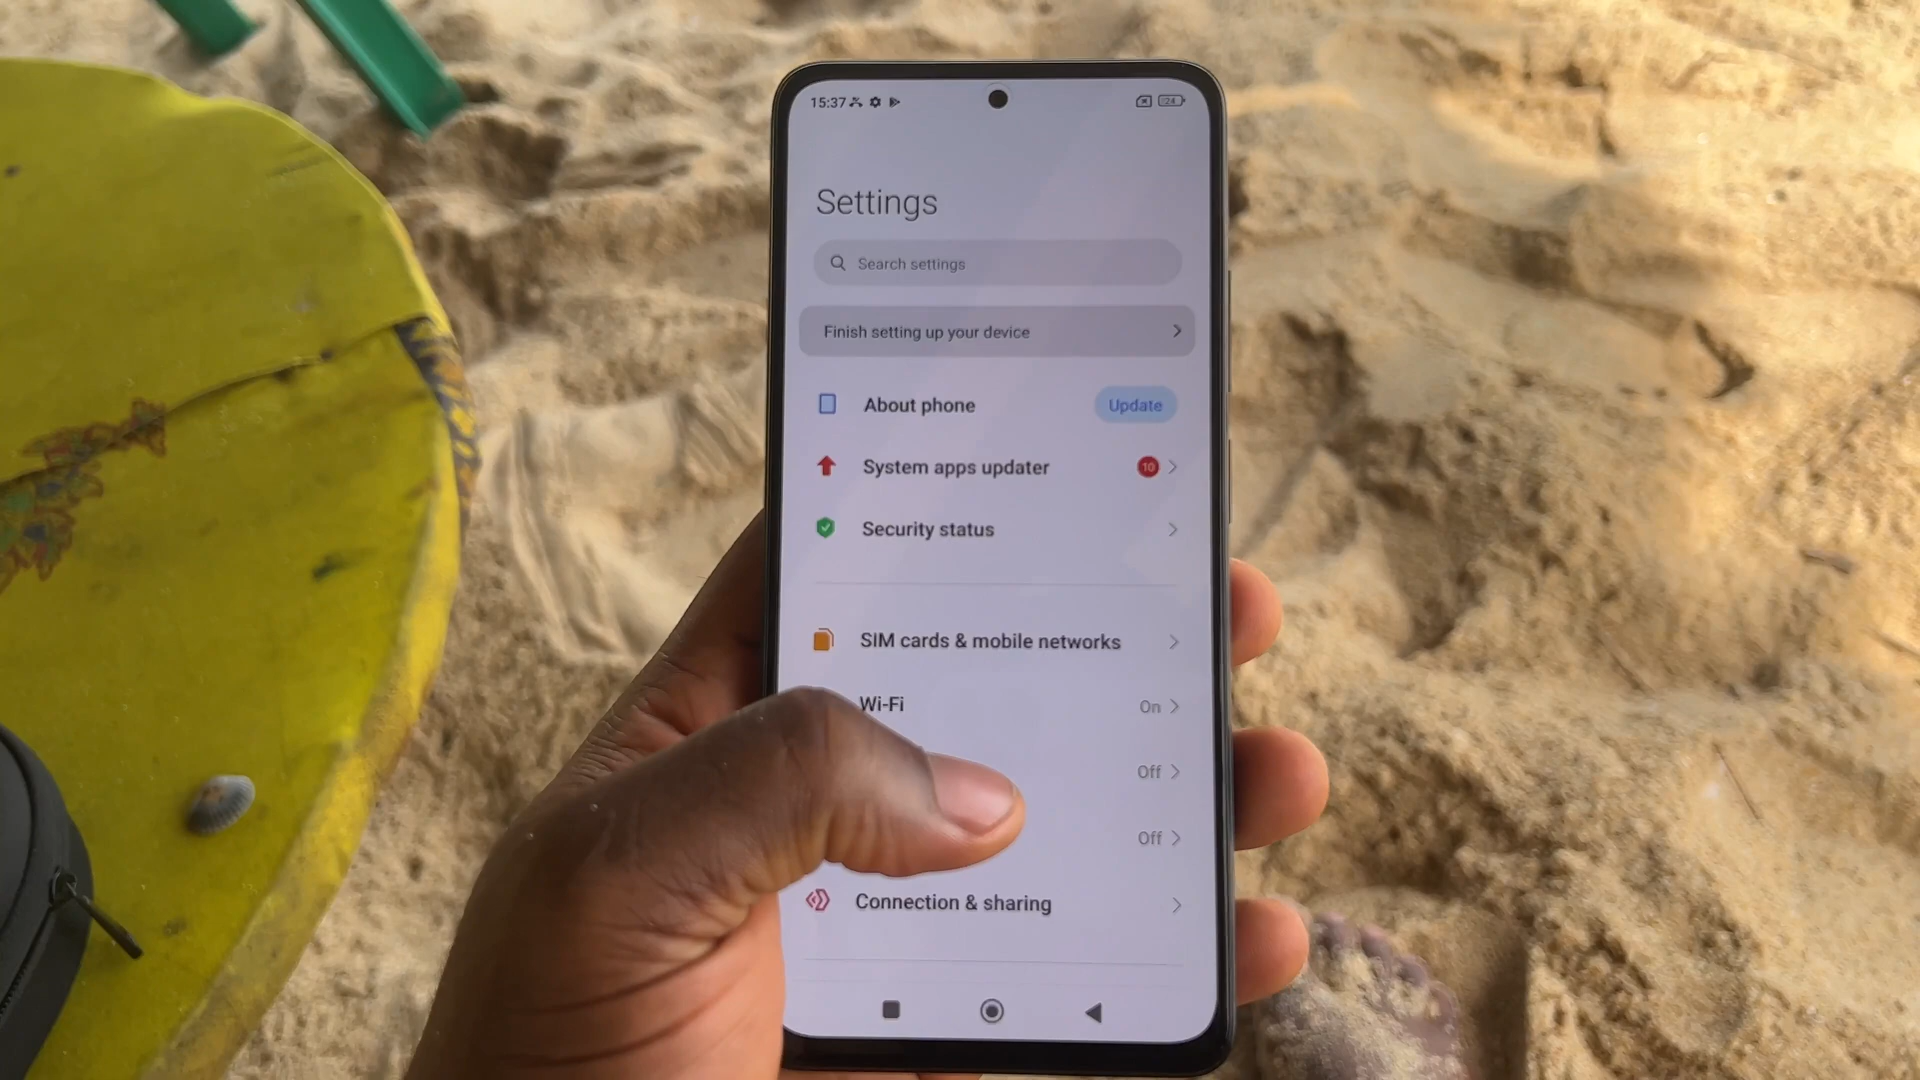 15:37
24
Settings
Search settings
Finish setting up your device
About phone
Update
System apps updater
10
Security status
SIM cards & mobile networks
Wi-Fi
On
Off
Off
Connection & sharing